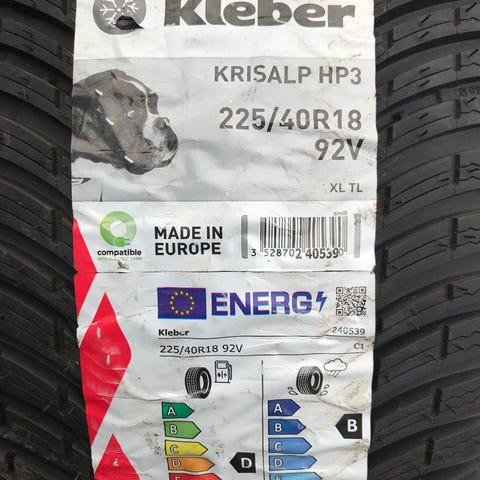 Kleber
KRISALP HP3
225/40R18
92V
XL TL
compatible
MADE IN
EUROPE
3 528702 405390
ENERG
Kleber
240539
225/40R18 92V
C1
A
B
C
D
D
A
B
C
D
B